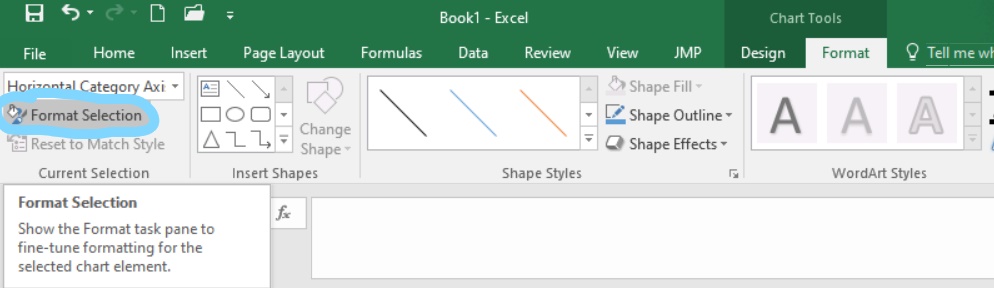 Book1 - Excel
Chart Tools
File Home Insert Page Layout Formulas Data Review View JMP Design Format Tell me wh
Horizontal Category Axi
Format Selection
Reset to Match Style
Current Selection
Change
Shape
Insert Shapes
Shape Fill
Shape Outline
Shape Effects
Shape Styles
A A A
WordArt Styles
Format Selection
Show the Format task pane to
fine-tune formatting for the
selected chart element.
fx